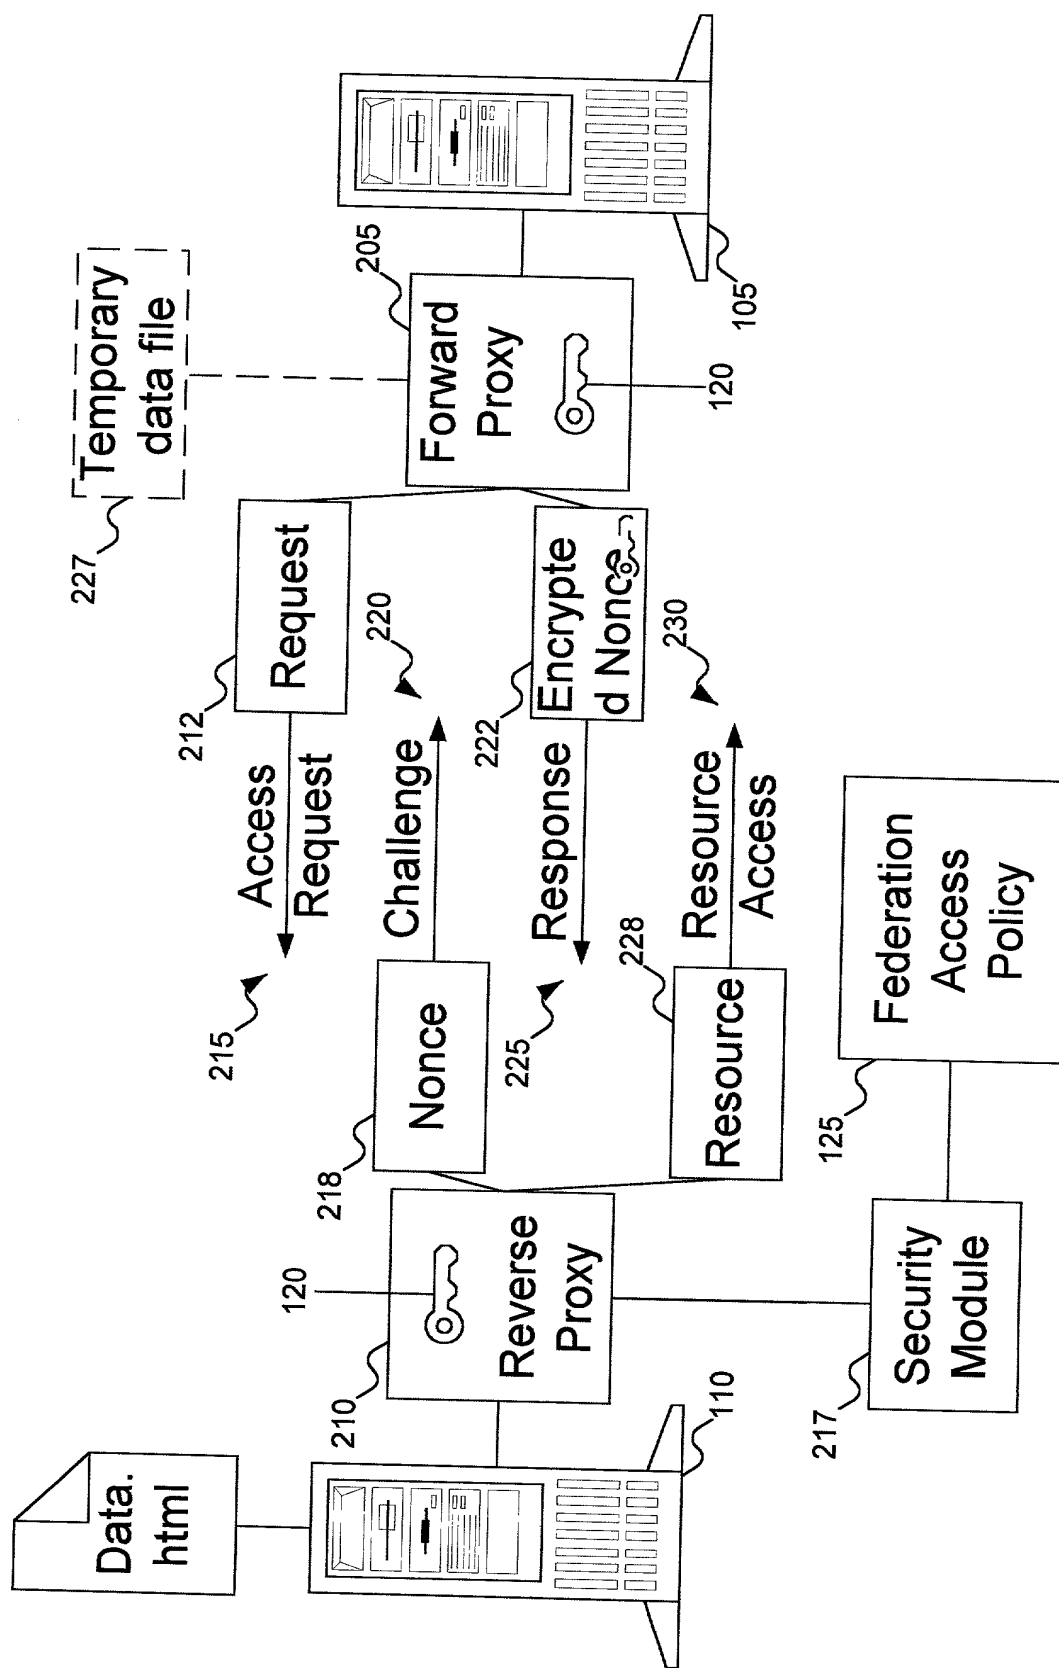 Data.
html
110
210
120
Reverse
Proxy
217
Security
Module
125
Federation
Access
Policy
218
Nonce
228
Resource
215
Access
Request
220
Challenge
225
Response
230
Resource
Access
212
Request
222
Encrypte
d Nonce
227
Temporary
data file
205
Forward
Proxy
120
105